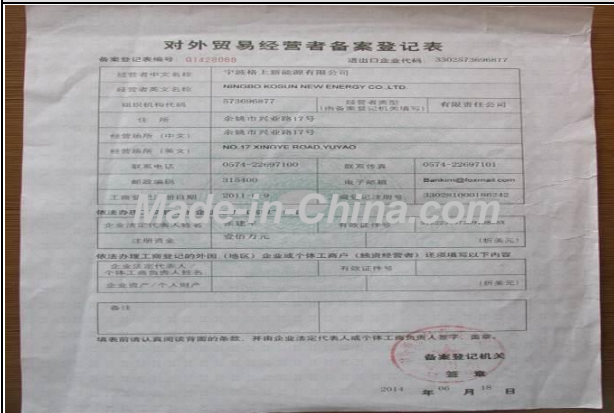 对外贸易经营者备案登记表
备案登记表编号: 01428068 进出口企业代码: 3302573696877
经营者中文名称 宁波格上新能源有限公司
经营者英文名称 NINGBO KOSUN NEW ENERGY CO.,LTD.
组织机构代码 573696877 经营者类型 (由备案登记机关填写) 有限责任公司
住 所 余姚市兴业路17号
经营场所(中文) 余姚市兴业路17号
经营场所(英文) NO.17 XINGYE ROAD,YUYAO
联系电话 0574-22697100 联系传真 0574-22697101
邮政编码 315400 电子邮箱 Bankim@foxmail.com
工商登记注册日期 2011-
Made-in-China.com
依法办理
企业法定代表人姓名 有效证件号
注册资金 壹佰万元 (折美元)
依法办理工商登记的外国(地区)企业或个体工商户(独资经营者)还须填写以下内容
企业法定代表人/个体工商负责人姓名 有效证件号
企业资产/个人财产 (折美元)
备注
填表前请认真阅读背面的条款,并由企业法定代表人或个体工商负责人签字、盖章。
备案登记机关
签 章
2014 年 06 月 18 日